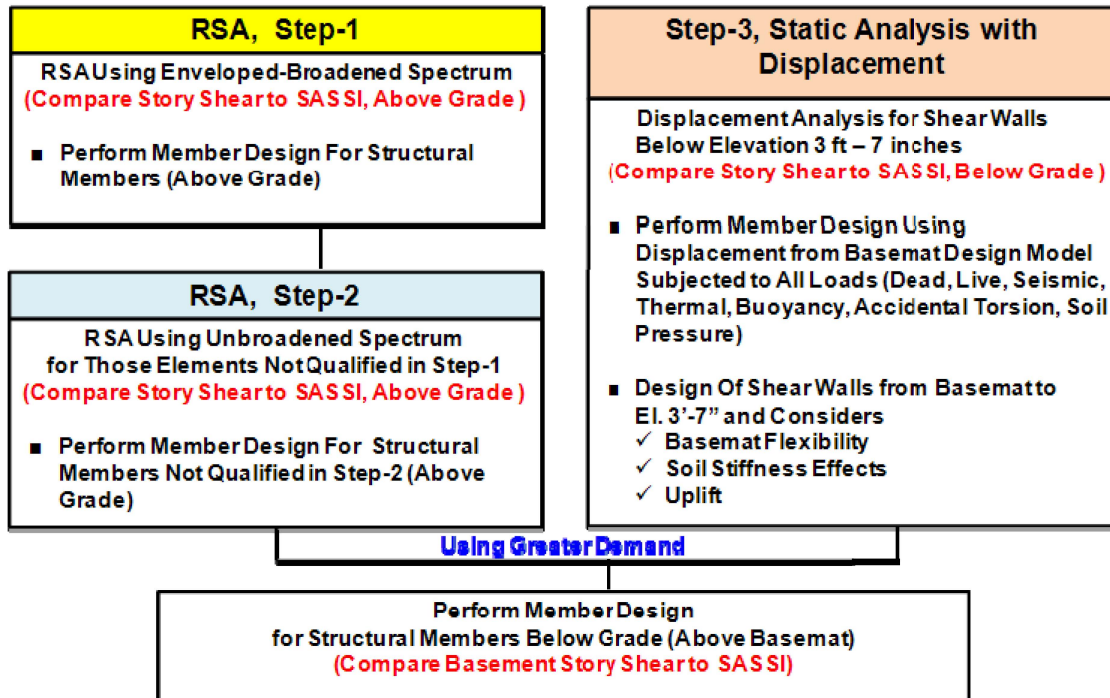 RSA, Step-1
RSA Using Enveloped-Broadened Spectrum
(Compare Story Shear to SASSI, Above Grade )
■ Perform Member Design For Structural
Members (Above Grade)
RSA, Step-2
RSA Using Unbroadened Spectrum
for Those Elements Not Qualified in Step-1
(Compare Story Shear to SASSI, Above Grade )
■ Perform Member Design For Structural
Members Not Qualified in Step-2 (Above
Grade)
Step-3, Static Analysis with
Displacement
Displacement Analysis for Shear Walls
Below Elevation 3 ft – 7 inches
(Compare Story Shear to SASSI, Below Grade )
■ Perform Member Design Using
Displacement from Basemat Design Model
Subjected to All Loads (Dead, Live, Seismic,
Thermal, Buoyancy, Accidental Torsion, Soil
Pressure)
■ Design Of Shear Walls from Basemat to
El. 3'-7" and Considers
✓ Basemat Flexibility
✓ Soil Stiffness Effects
✓ Uplift
Using Greater Demand
Perform Member Design
for Structural Members Below Grade (Above Basemat)
(Compare Basement Story Shear to SASSI)